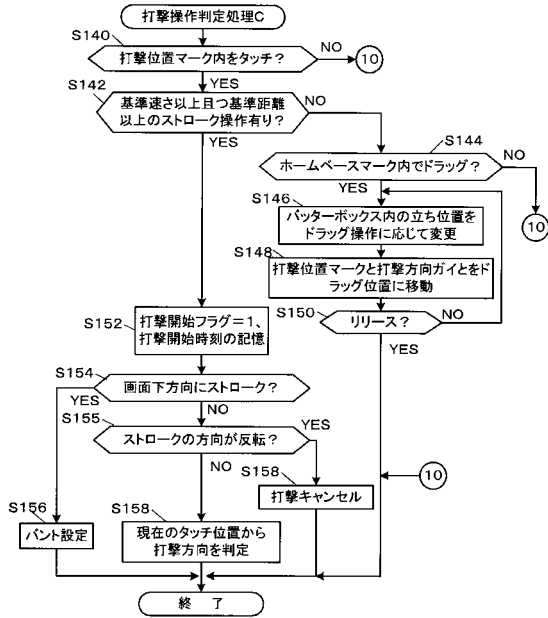 打撃操作判定処理C
S140
打撃位置マーク内をタッチ?
NO
10
YES
S142
基準速さ以上且つ基準距離
以上のストローク操作有り?
NO
YES
S144
ホームベースマーク内でドラッグ?
NO
YES
10
S146
バッターボックス内の立ち位置を
ドラッグ操作に応じて変更
S148
打撃位置マークと打撃方向ガイとをド
ラッグ位置に移動
S150
リリース?
NO
YES
S152
打撃開始フラグ=1、
打撃開始時刻の記憶
S154
画面下方向にストローク?
YES
NO
S155
ストロークの方向が反転?
YES
NO
10
S158
打撃キャンセル
S156
バント設定
S158
現在のタッチ位置から
打撃方向を判定
終 了